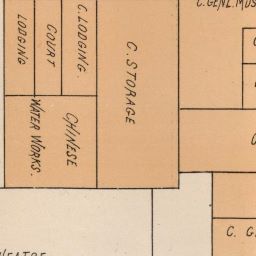 C. GENL. MUS
LODGING
COURT
C. LODGING.
C. STORAGE
WATER WORKS.
CHINESE
C. G.